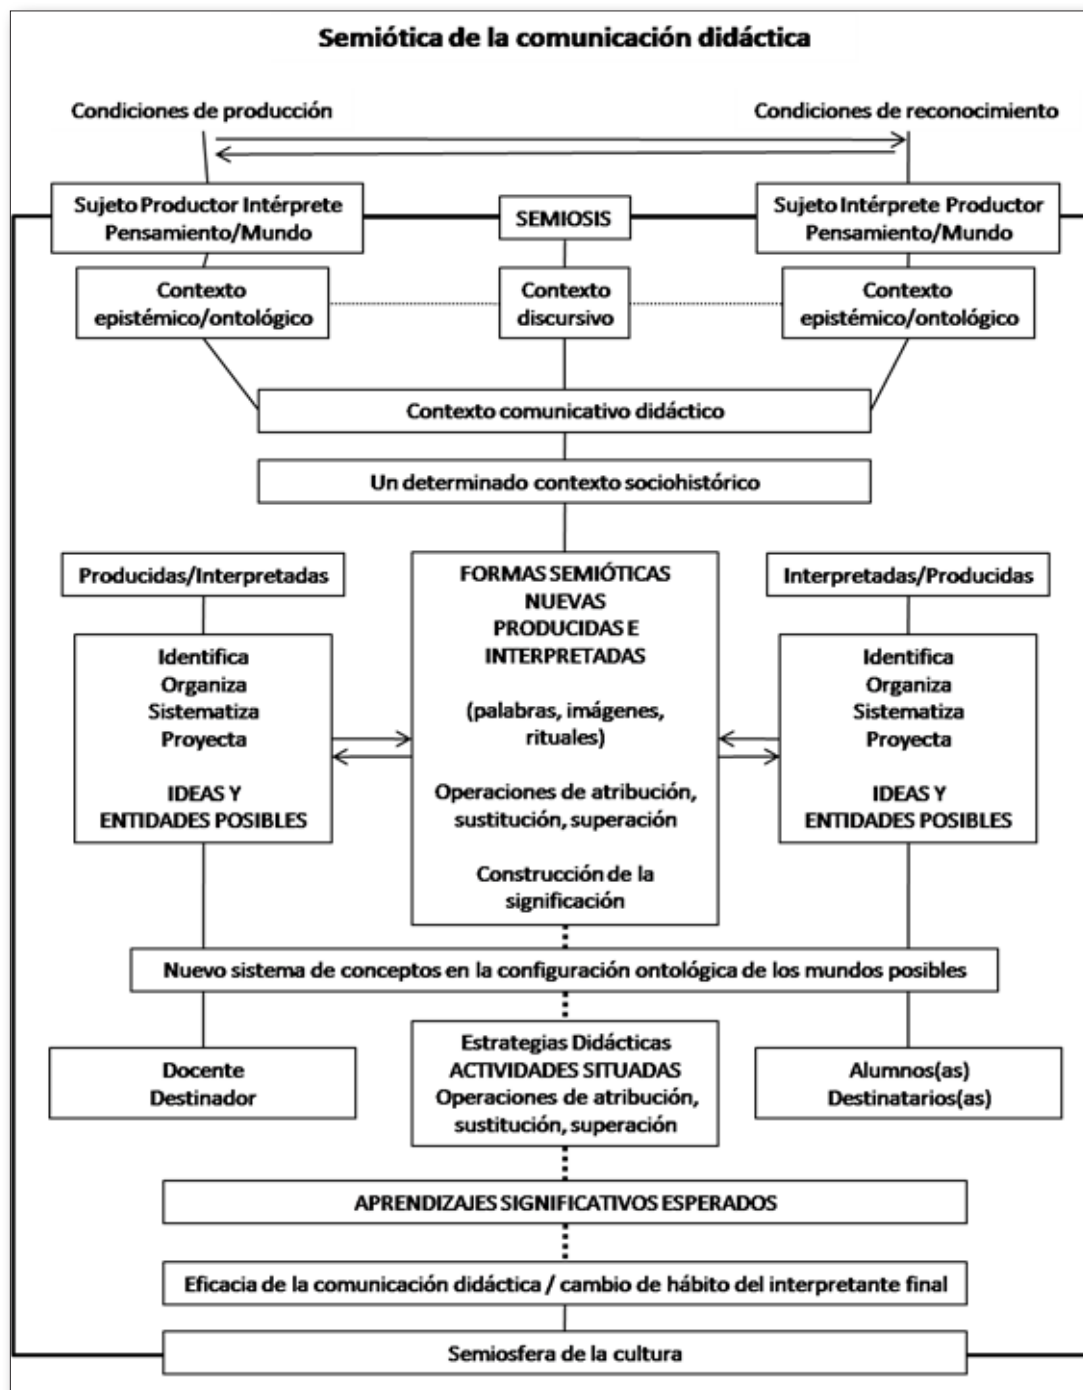 Semiótica de la comunicación didáctica
Condiciones de producción
Condiciones de reconocimiento
Sujeto Productor Intérprete
Pensamiento/Mundo
SEMIOSIS
Sujeto Intérprete Productor
Pensamiento/Mundo
Contexto
epistémico/ontológico
Contexto
discursivo
Contexto
epistémico/ontológico
Contexto comunicativo didáctico
Un determinado contexto sociohistórico
Producidas/Interpretadas
Identifica
Organiza
Sistematiza
Proyecta
IDEAS Y
ENTIDADES POSIBLES
FORMAS SEMIÓTICAS
NUEVAS
PRODUCIDAS E
INTERPRETADAS
(palabras, imágenes,
rituales)
Operaciones de atribución,
sustitución, superación
Construcción de la
significación
Interpretadas/Producidas
Identifica
Organiza
Sistematiza
Proyecta
IDEAS Y
ENTIDADES POSIBLES
Nuevo sistema de conceptos en la configuración ontológica de los mundos posibles
Docente
Destinador
Estrategias Didácticas
ACTIVIDADES SITUADAS
Operaciones de atribución,
sustitución, superación
Alumnos(as)
Destinatarios(as)
APRENDIZAJES SIGNIFICATIVOS ESPERADOS
Eficacia de la comunicación didáctica / cambio de hábito del interpretante final
Semiosfera de la cultura